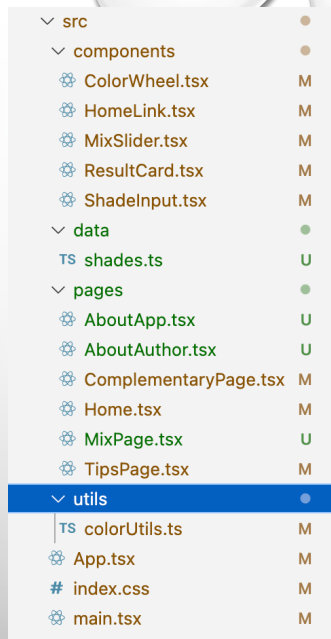 src
components
ColorWheel.tsx M
HomeLink.tsx M
MixSlider.tsx M
ResultCard.tsx M
ShadeInput.tsx M
data
TS shades.ts U
pages
AboutApp.tsx U
AboutAuthor.tsx U
ComplementaryPage.tsx M
Home.tsx M
MixPage.tsx U
TipsPage.tsx M
utils
TS colorUtils.ts M
App.tsx M
# index.css M
main.tsx M